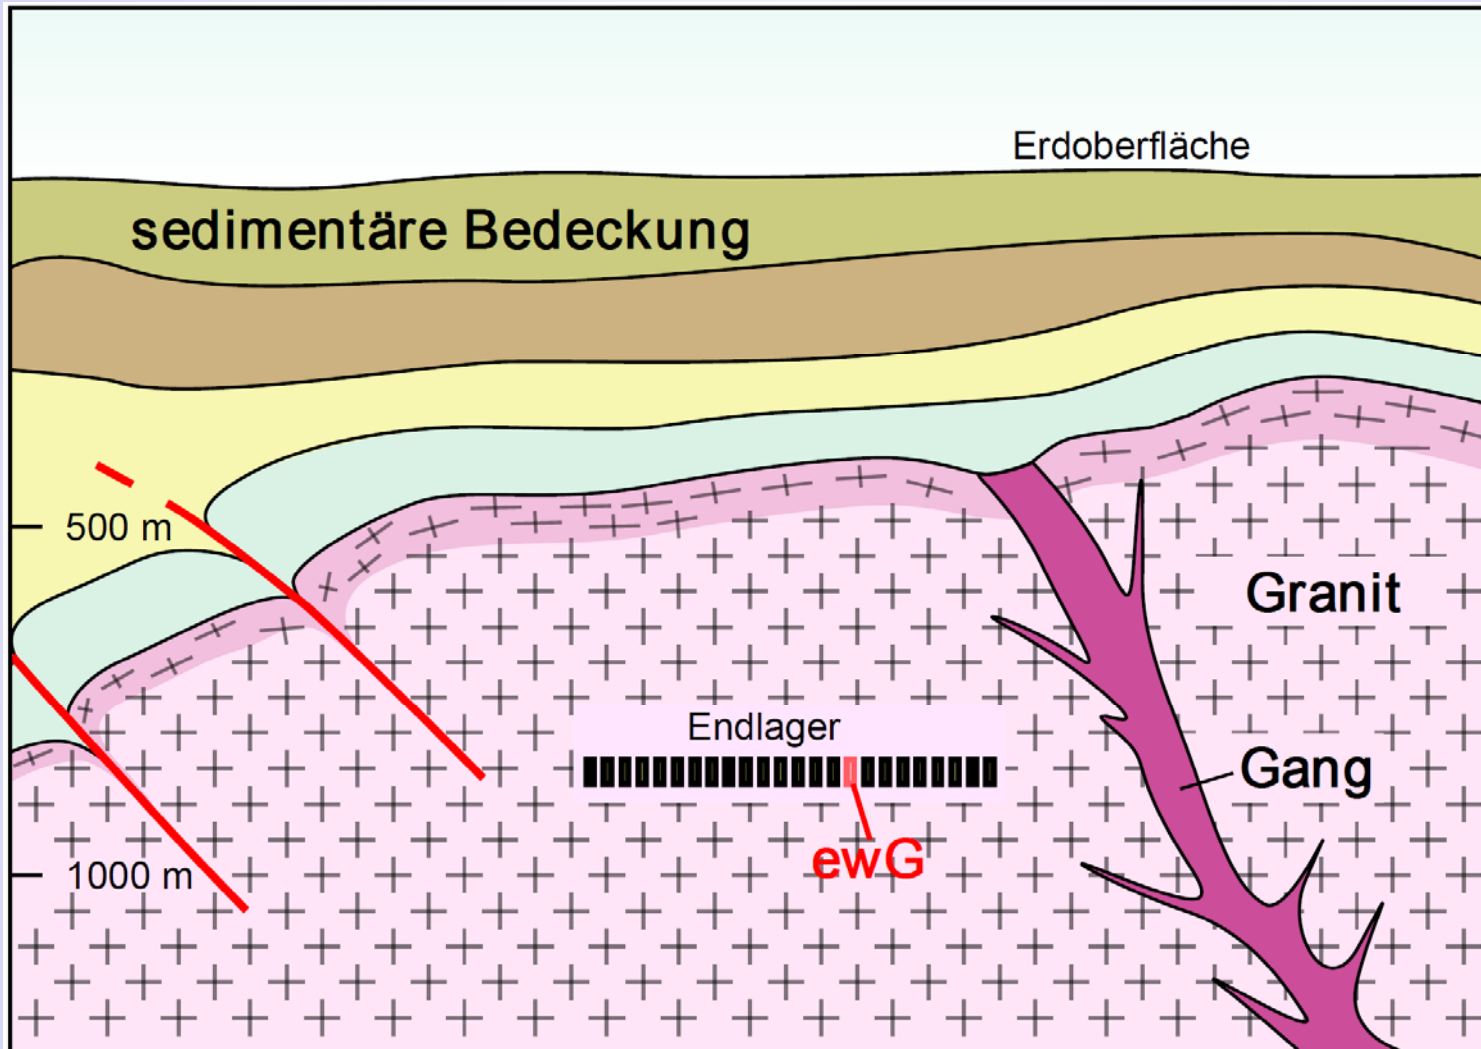 Erdoberfläche
sedimentäre Bedeckung
500 m
Granit
Endlager
Gang
ewG
1000 m